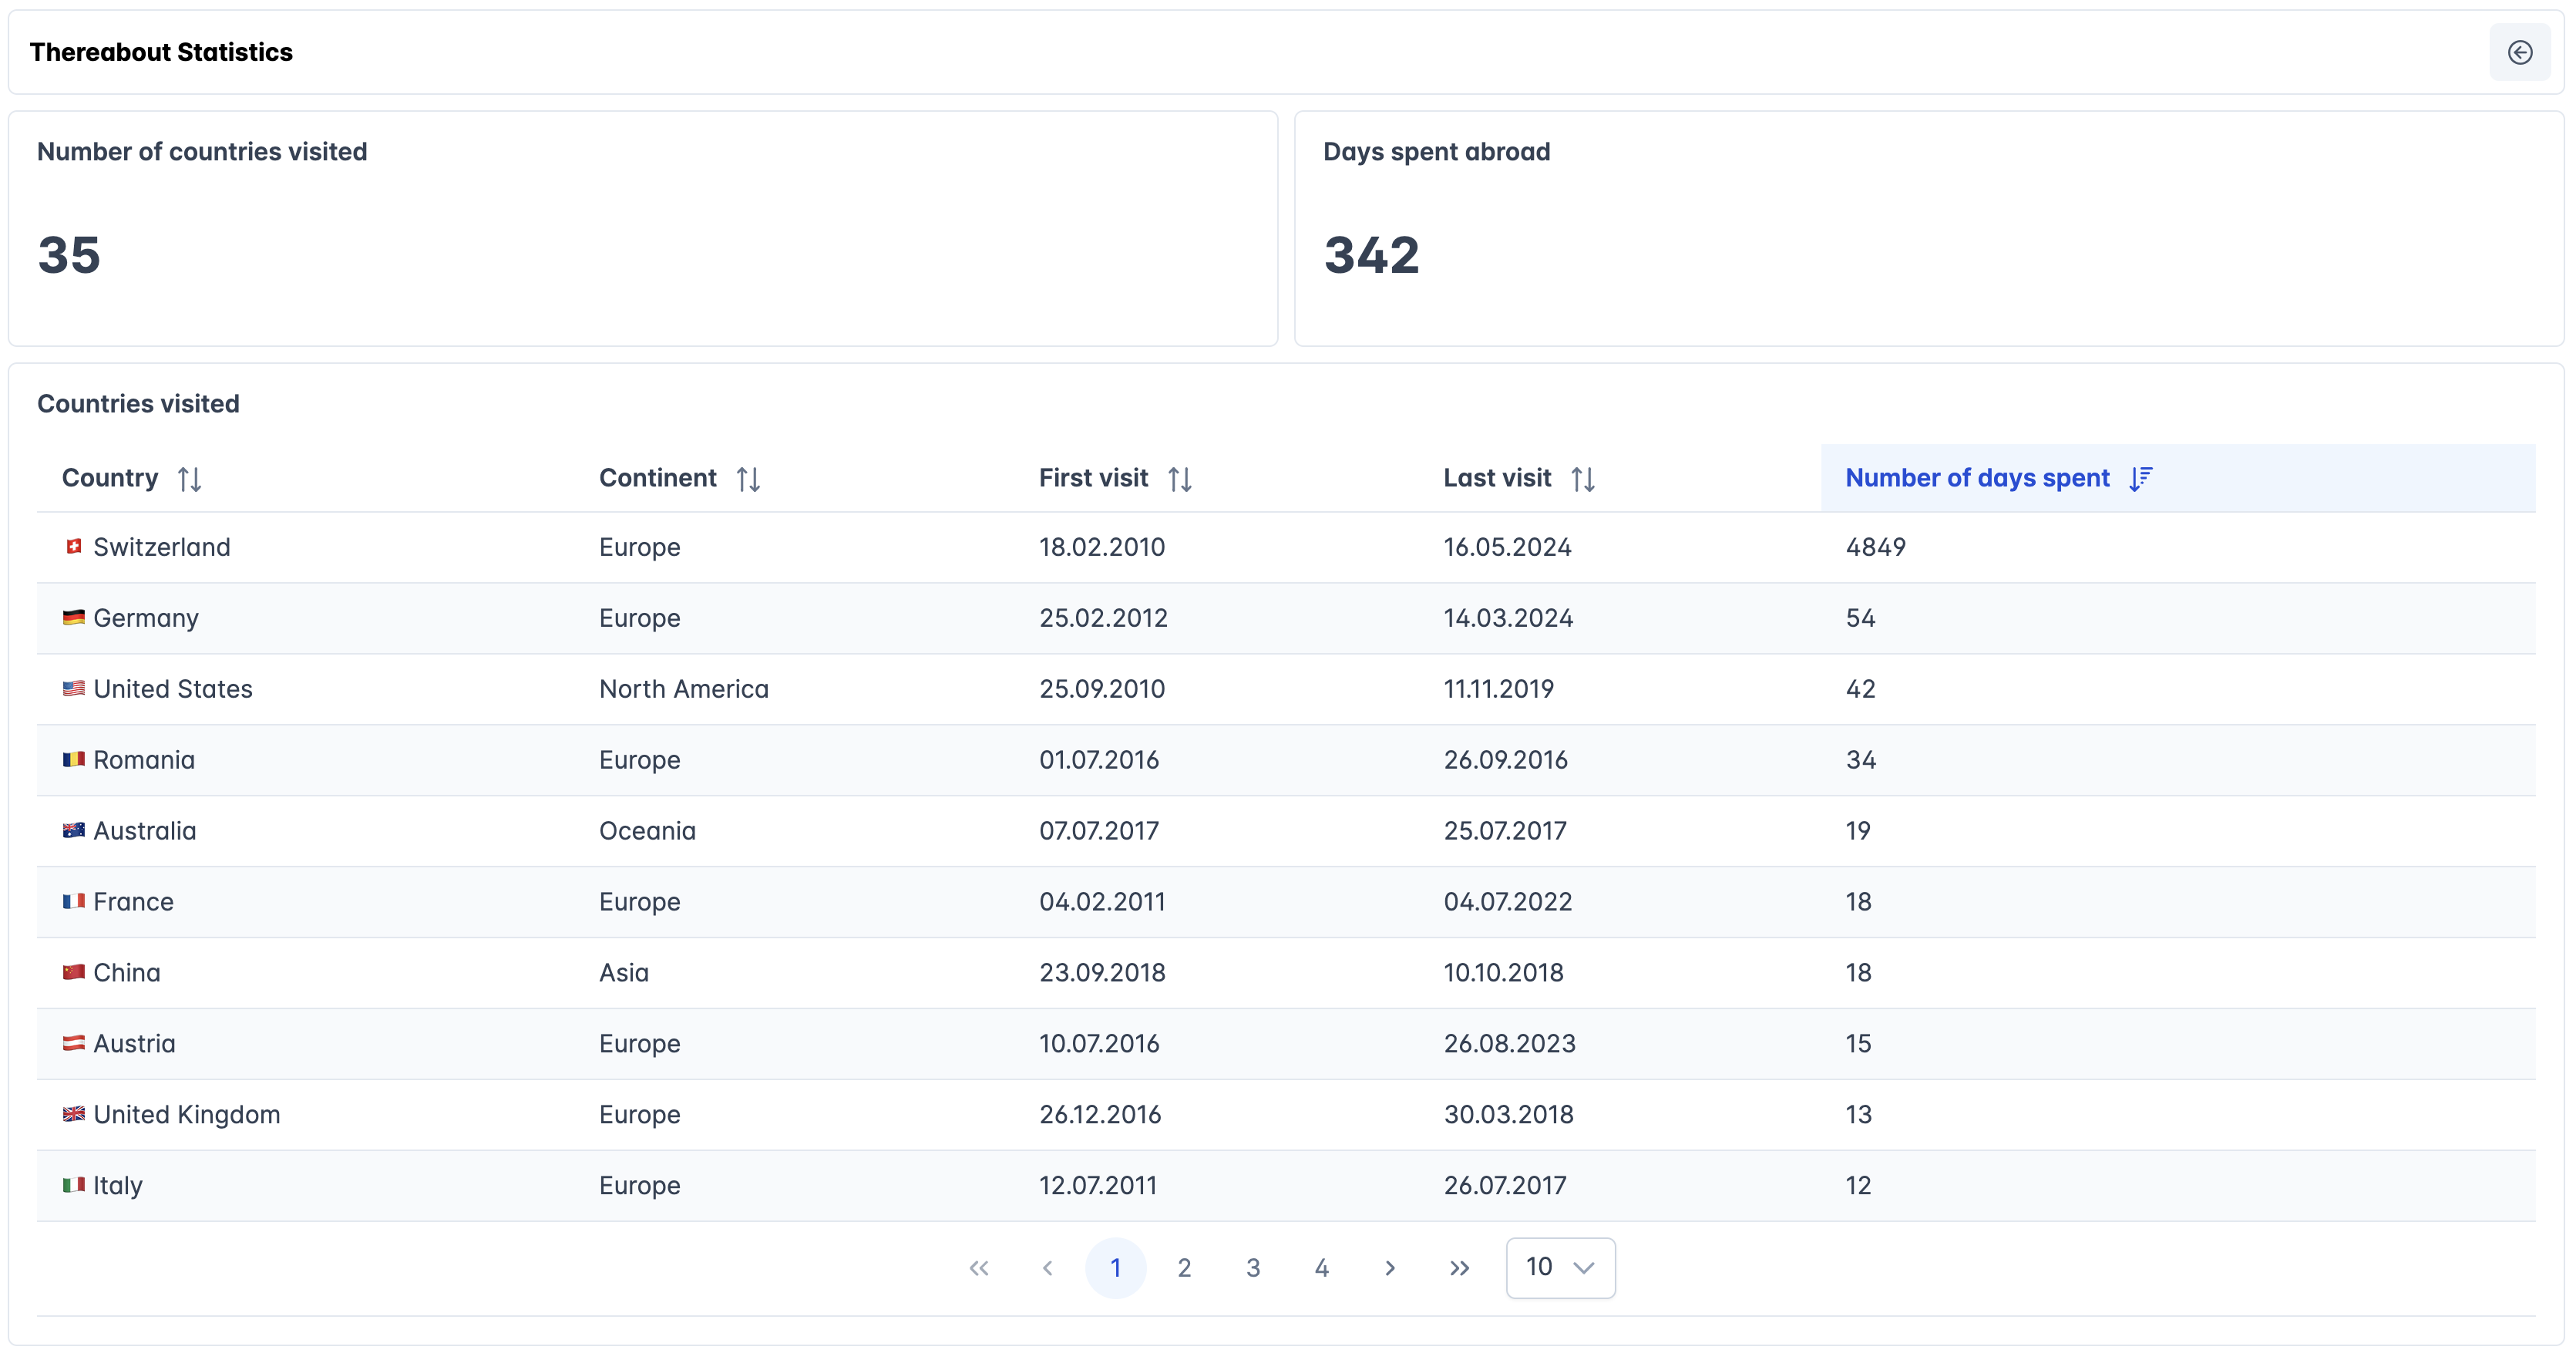 Thereabout Statistics
Number of countries visited
35
Days spent abroad
342
Countries visited
Country Continent First visit Last visit Number of days spent
Switzerland Europe 18.02.2010 16.05.2024 4849
Germany Europe 25.02.2012 14.03.2024 54
United States North America 25.09.2010 11.11.2019 42
Romania Europe 01.07.2016 26.09.2016 34
Australia Oceania 07.07.2017 25.07.2017 19
France Europe 04.02.2011 04.07.2022 18
China Asia 23.09.2018 10.10.2018 18
Austria Europe 10.07.2016 26.08.2023 15
United Kingdom Europe 26.12.2016 30.03.2018 13
Italy Europe 12.07.2011 26.07.2017 12
1 2 3 4 10